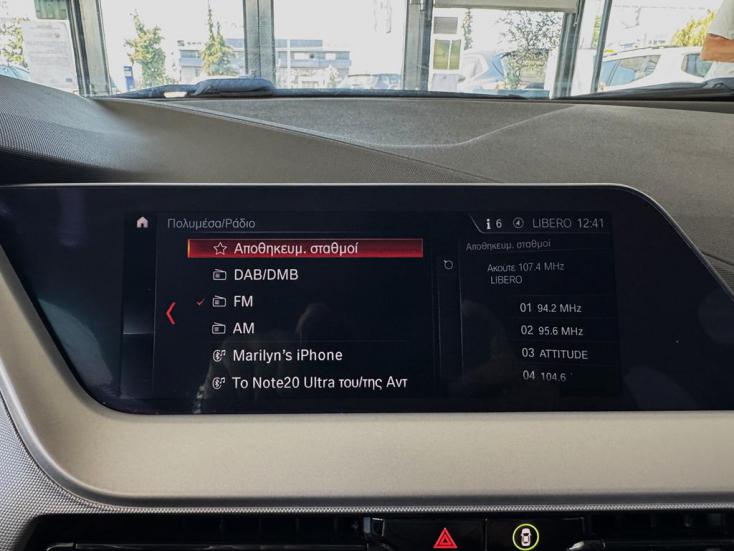 Πολυμέσα/Ράδιο
6 LIBERO 12:41
Αποθηκευμ. σταθμοί
DAB/DMB
FM
AM
Marilyn's iPhone
Το Note20 Ultra του/της Αντ
Αποθηκευμ. σταθμοί
Ακούτε 107.4 MHz
LIBERO
01 94.2 MHz
02 95.6 MHz
03 ATTITUDE
04 104.6